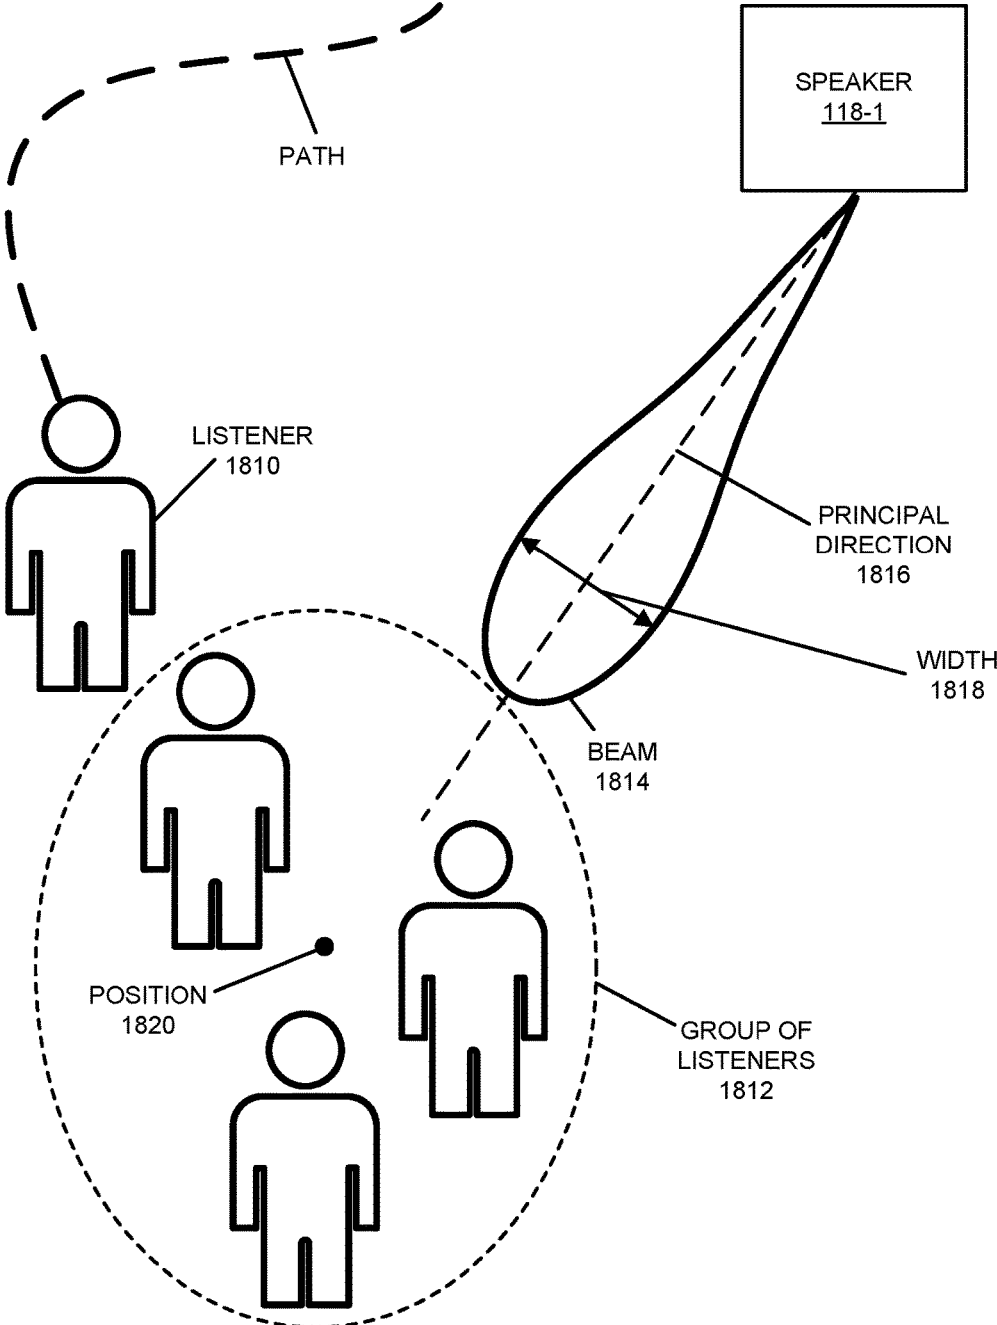 SPEAKER
118-1
PATH
LISTENER
1810
PRINCIPAL
DIRECTION
1816
WIDTH
1818
BEAM
1814
POSITION
1820
GROUP OF
LISTENERS
1812